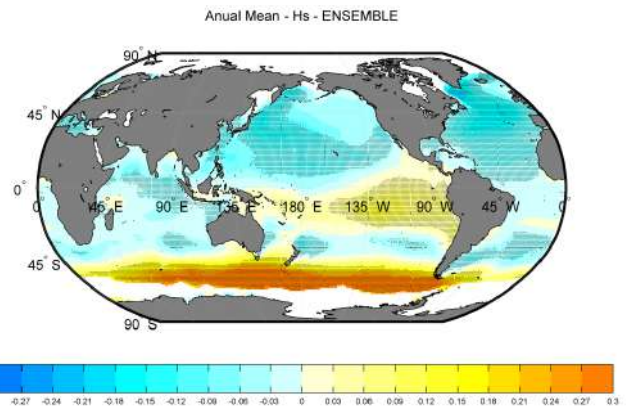 Anual Mean - Hs - ENSEMBLE
90° N
45° N
0°
0° 45° E 90° E 135° E 180° E 135° W 90° W 45° W 0°
45° S
90° S
-0.27 -0.24 -0.21 -0.18 -0.15 -0.12 -0.09 -0.06 -0.03 0 0.03 0.06 0.09 0.12 0.15 0.18 0.21 0.24 0.27 0.3